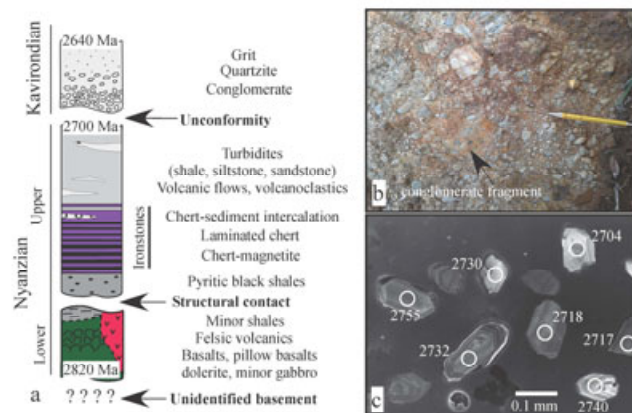 Kavirondian
2640 Ma
Grit
Quartzite
Conglomerate
Unconformity
Nyanzian
Upper
2700 Ma
Turbidites
(shale, siltstone, sandstone)
Volcanic flows, volcanoclastics
Ironstones
Chert-sediment intercalation
Laminated chert
Chert-magnetite
Pyritic black shales
Structural contact
Lower
Minor shales
Felsic volcanics
Basalts, pillow basalts
dolerite, minor gabbro
2820 Ma
a
? ? ? ?
Unidentified basement
b
conglomerate fragment
2704
2730
2755
2718
2717
2732
2740
c
0.1 mm